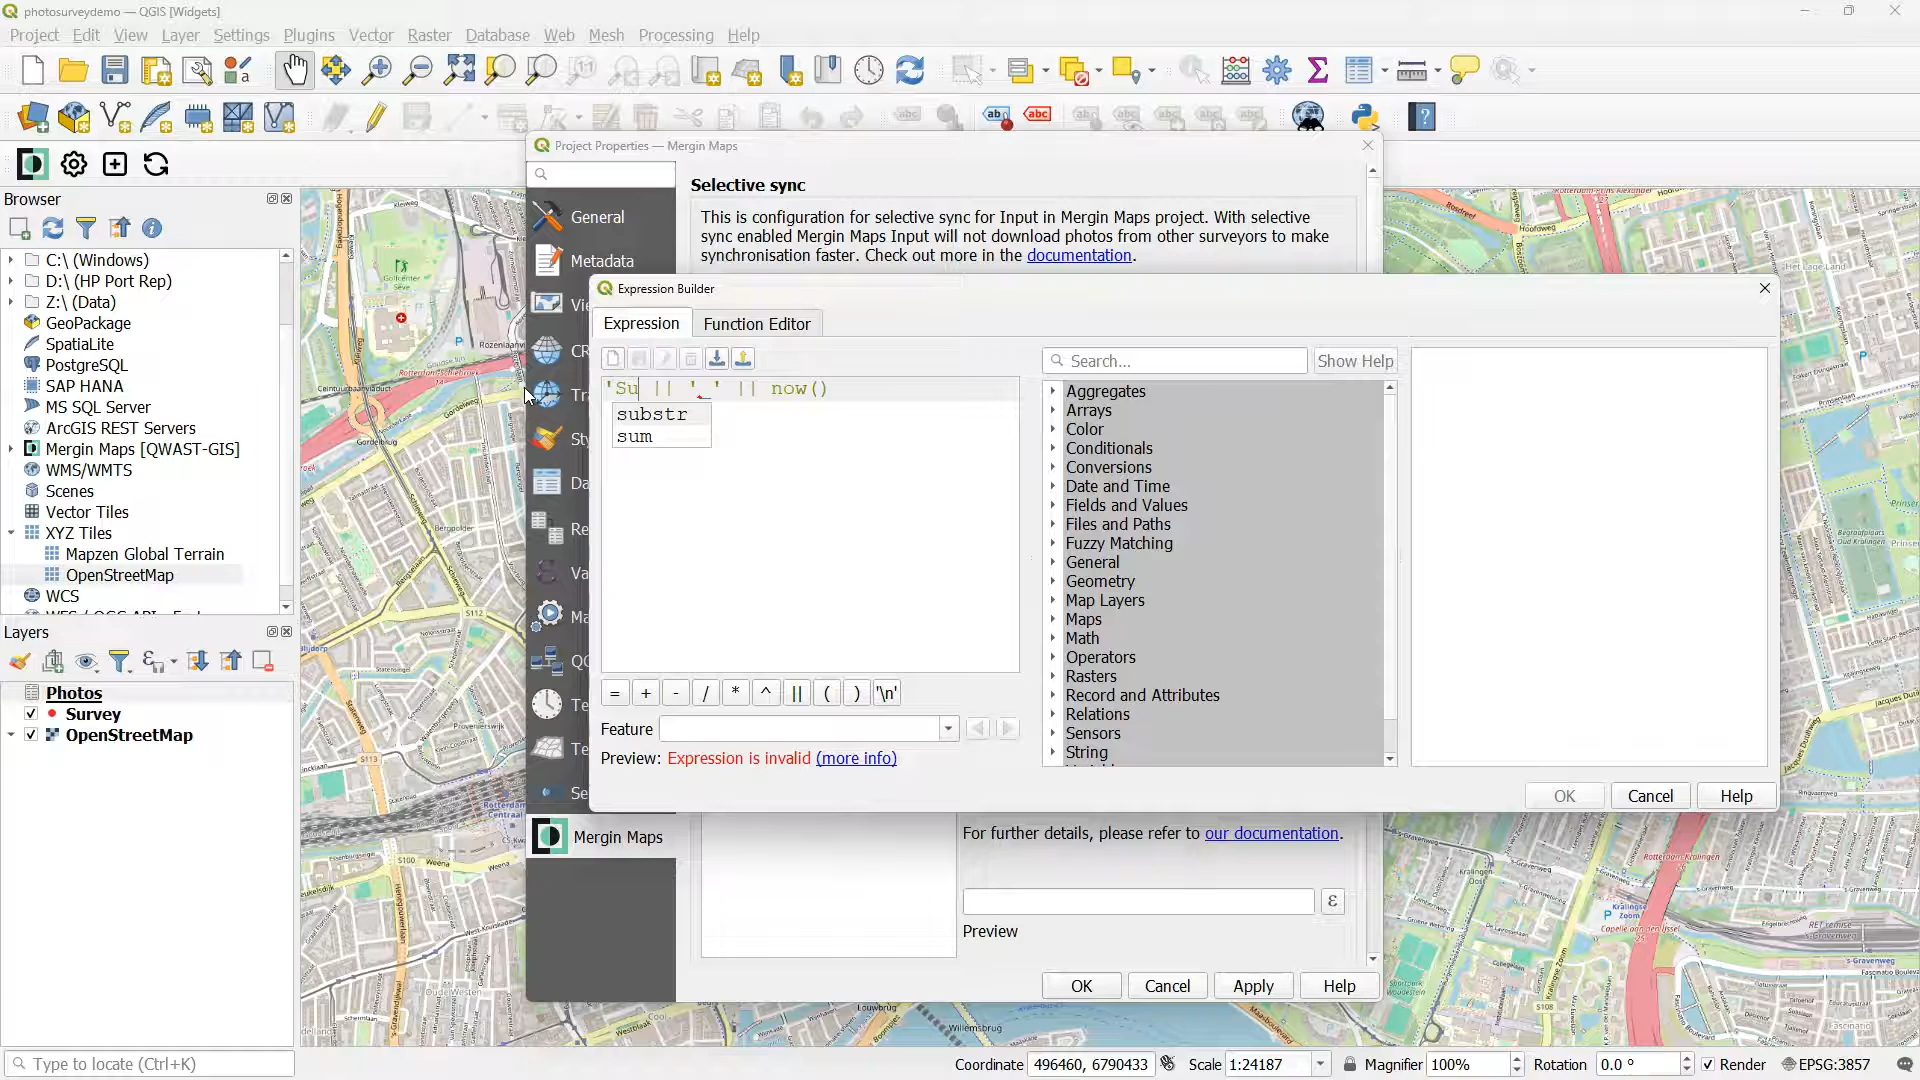 photosurveydemo — QGIS [Widgets]
Project Edit View Layer Settings Plugins Vector Raster Database Web Mesh Processing Help
Browser
C:\ (Windows)
D:\ (HP Port Rep)
Z:\ (Data)
GeoPackage
SpatiaLite
PostgreSQL
SAP HANA
MS SQL Server
ArcGIS REST Servers
Mergin Maps [QWAST-GIS]
WMS/WMTS
Scenes
Vector Tiles
XYZ Tiles
Mapzen Global Terrain
OpenStreetMap
WCS
Layers
Photos
Survey
OpenStreetMap
Type to locate (Ctrl+K)
Project Properties — Mergin Maps
General
Metadata
Mergin Maps
Selective sync
This is configuration for selective sync for Input in Mergin Maps project. With selective
sync enabled Mergin Maps Input will not download photos from other surveyors to make
synchronisation faster. Check out more in the documentation.
Expression Builder
Expression Function Editor
'Su || '_' || now()
substr
sum
= + - / * ^ || ( ) '\n'
Feature
Preview: Expression is invalid (more info)
Search... Show Help
Aggregates
Arrays
Color
Conditionals
Conversions
Date and Time
Fields and Values
Files and Paths
Fuzzy Matching
General
Geometry
Map Layers
Maps
Math
Operators
Rasters
Record and Attributes
Relations
Sensors
String
OK Cancel Help
For further details, please refer to our documentation.
ε
Preview
OK Cancel Apply Help
Coordinate 496460, 6790433 Scale 1:24187 Magnifier 100% Rotation 0.0 ° Render EPSG:3857